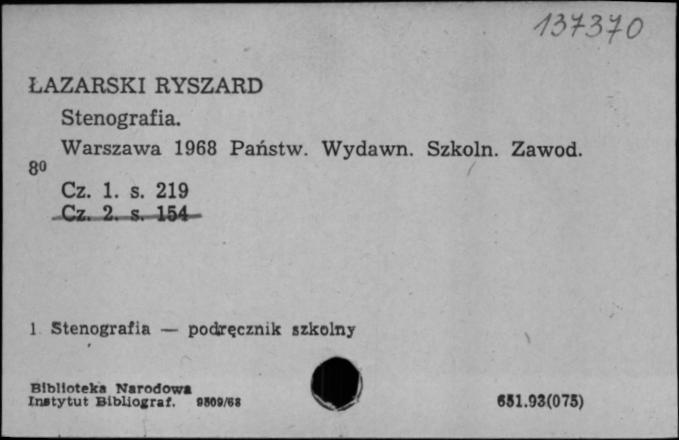 137370
ŁAZARSKI RYSZARD
Stenografia.
Warszawa 1968 Państw. Wydawn. Szkoln. Zawod.
8⁰
Cz. 1. s. 219
Cz. 2. s. 154
1. Stenografia — podręcznik szkolny
Biblioteka Narodowa
Instytut Bibliograf. 9809/68
651.93(075)